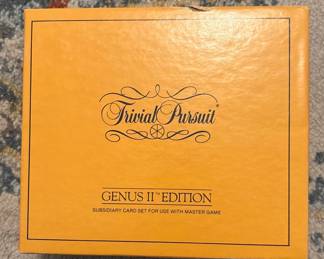 Trivial Pursuit®
GENUS II™ EDITION
SUBSIDIARY CARD SET FOR USE WITH MASTER GAME